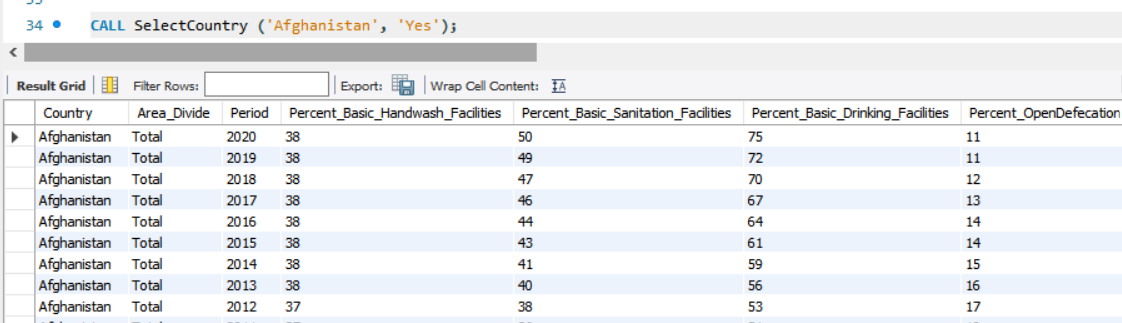 34 CALL SelectCountry ('Afghanistan', 'Yes');
Result Grid Filter Rows: Export: Wrap Cell Content:
Country Area_Divide Period Percent_Basic_Handwash_Facilities Percent_Basic_Sanitation_Facilities Percent_Basic_Drinking_Facilities Percent_OpenDefecation
Afghanistan Total 2020 38 50 75 11
Afghanistan Total 2019 38 49 72 11
Afghanistan Total 2018 38 47 70 12
Afghanistan Total 2017 38 46 67 13
Afghanistan Total 2016 38 44 64 14
Afghanistan Total 2015 38 43 61 14
Afghanistan Total 2014 38 41 59 15
Afghanistan Total 2013 38 40 56 16
Afghanistan Total 2012 37 38 53 17